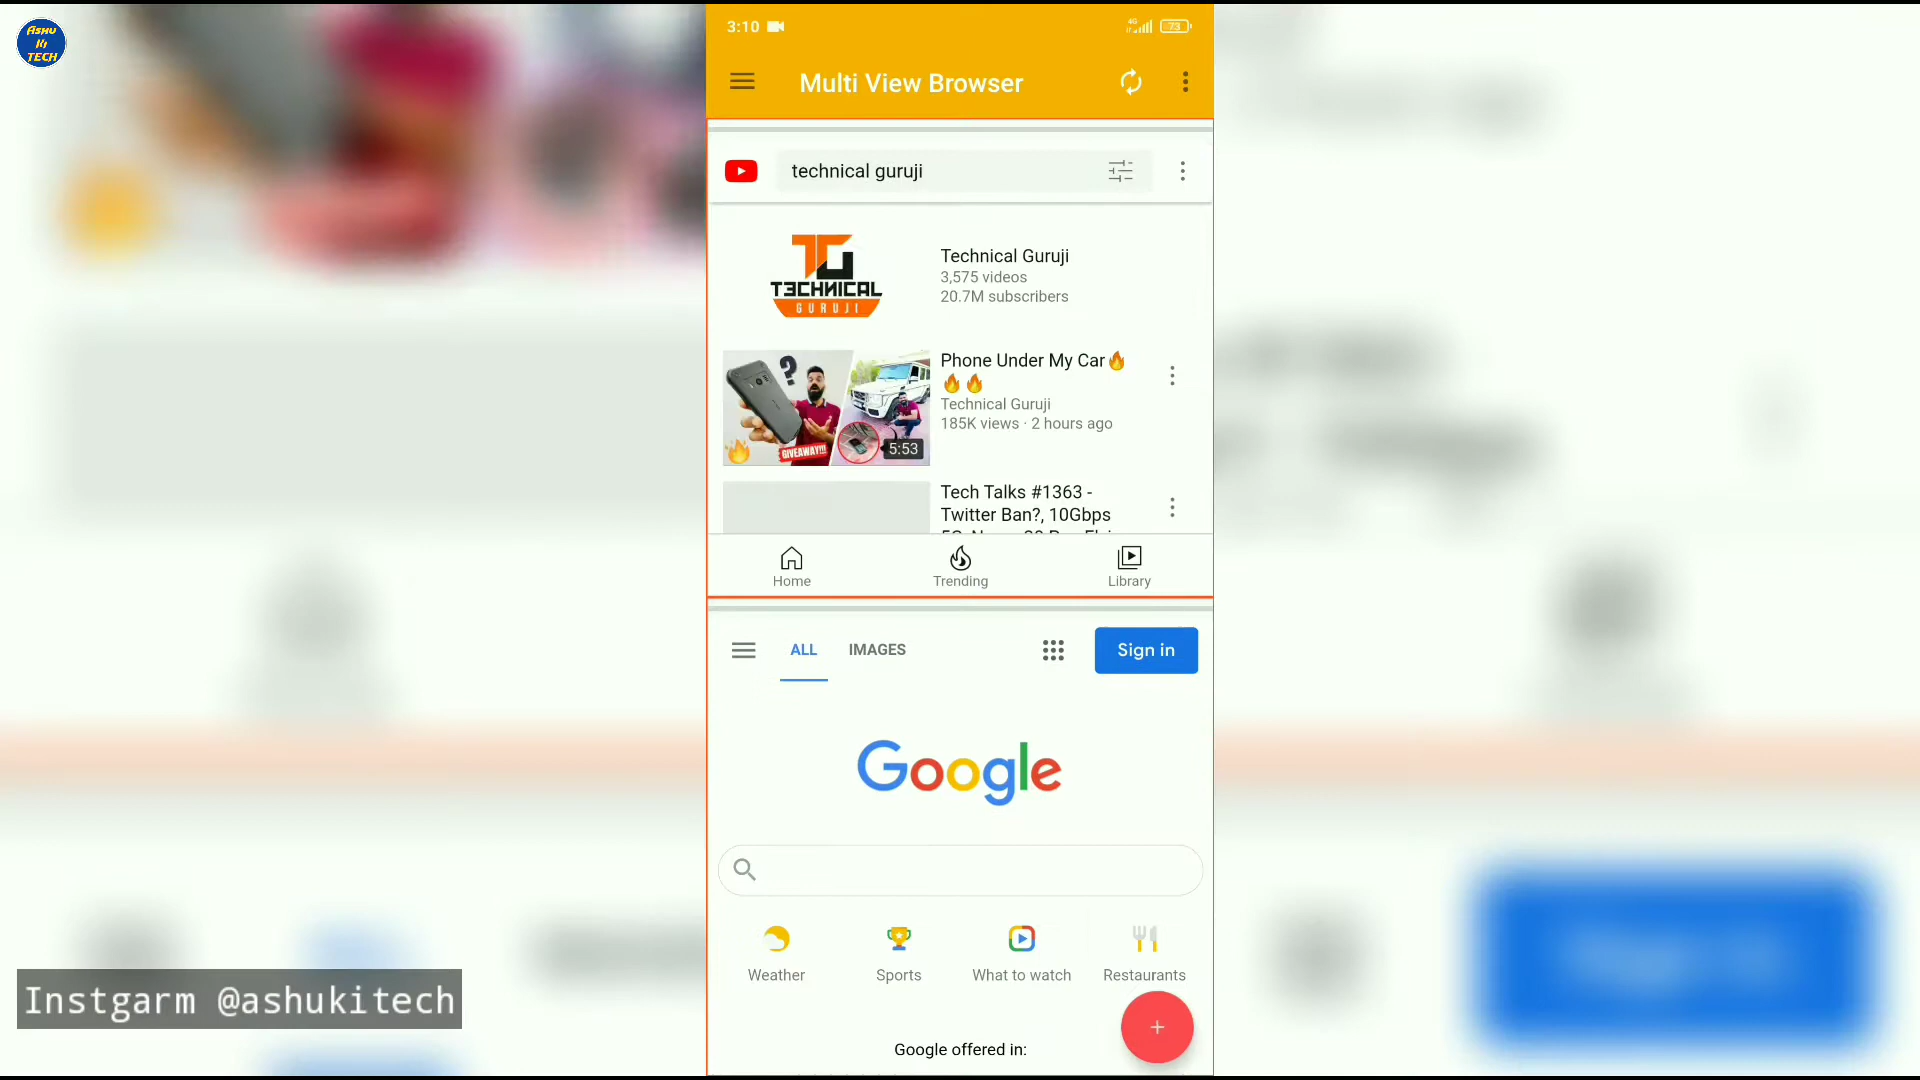 ASHU
Ki
TECH
3:10
4G
73
Multi View Browser
technical guruji
TECHNICAL
GURUJI
Technical Guruji
3,575 videos
20.7M subscribers
?
GIVEAWAY!!!
5:53
Phone Under My Car🔥
🔥🔥
Technical Guruji
185K views · 2 hours ago
Tech Talks #1363 -
Twitter Ban?, 10Gbps
Home
Trending
Library
ALL
IMAGES
Sign in
Google
Weather
Sports
What to watch
Restaurants
Instgarm @ashukitech
+
Google offered in: